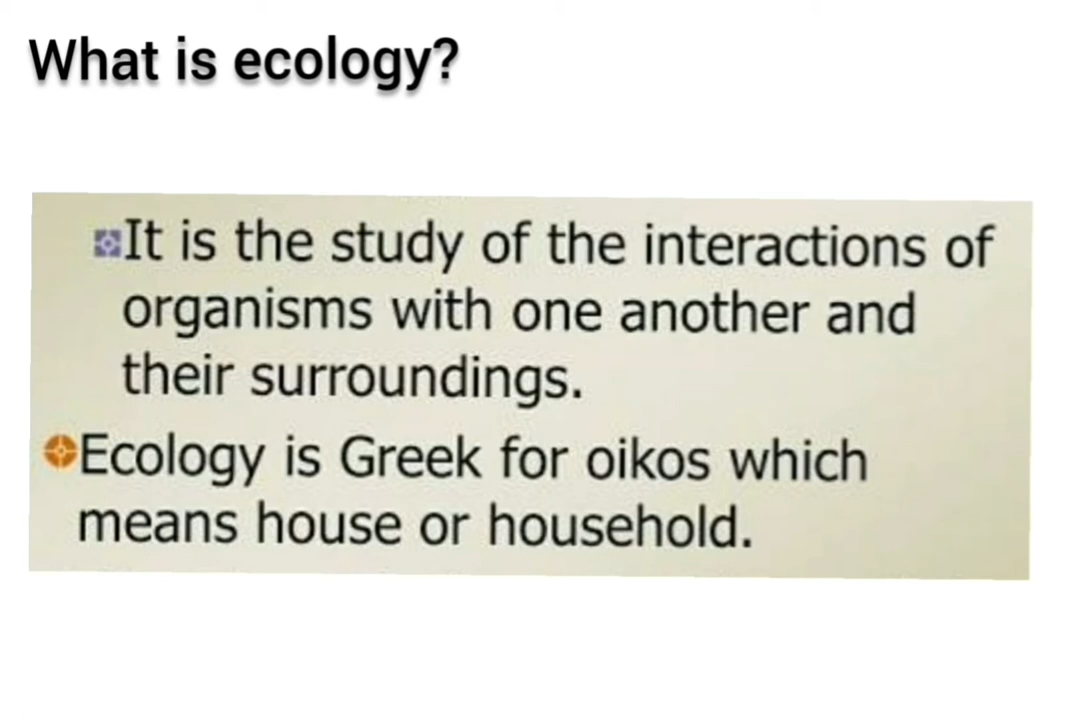 What is ecology?
It is the study of the interactions of
organisms with one another and
their surroundings.
Ecology is Greek for oikos which
means house or household.